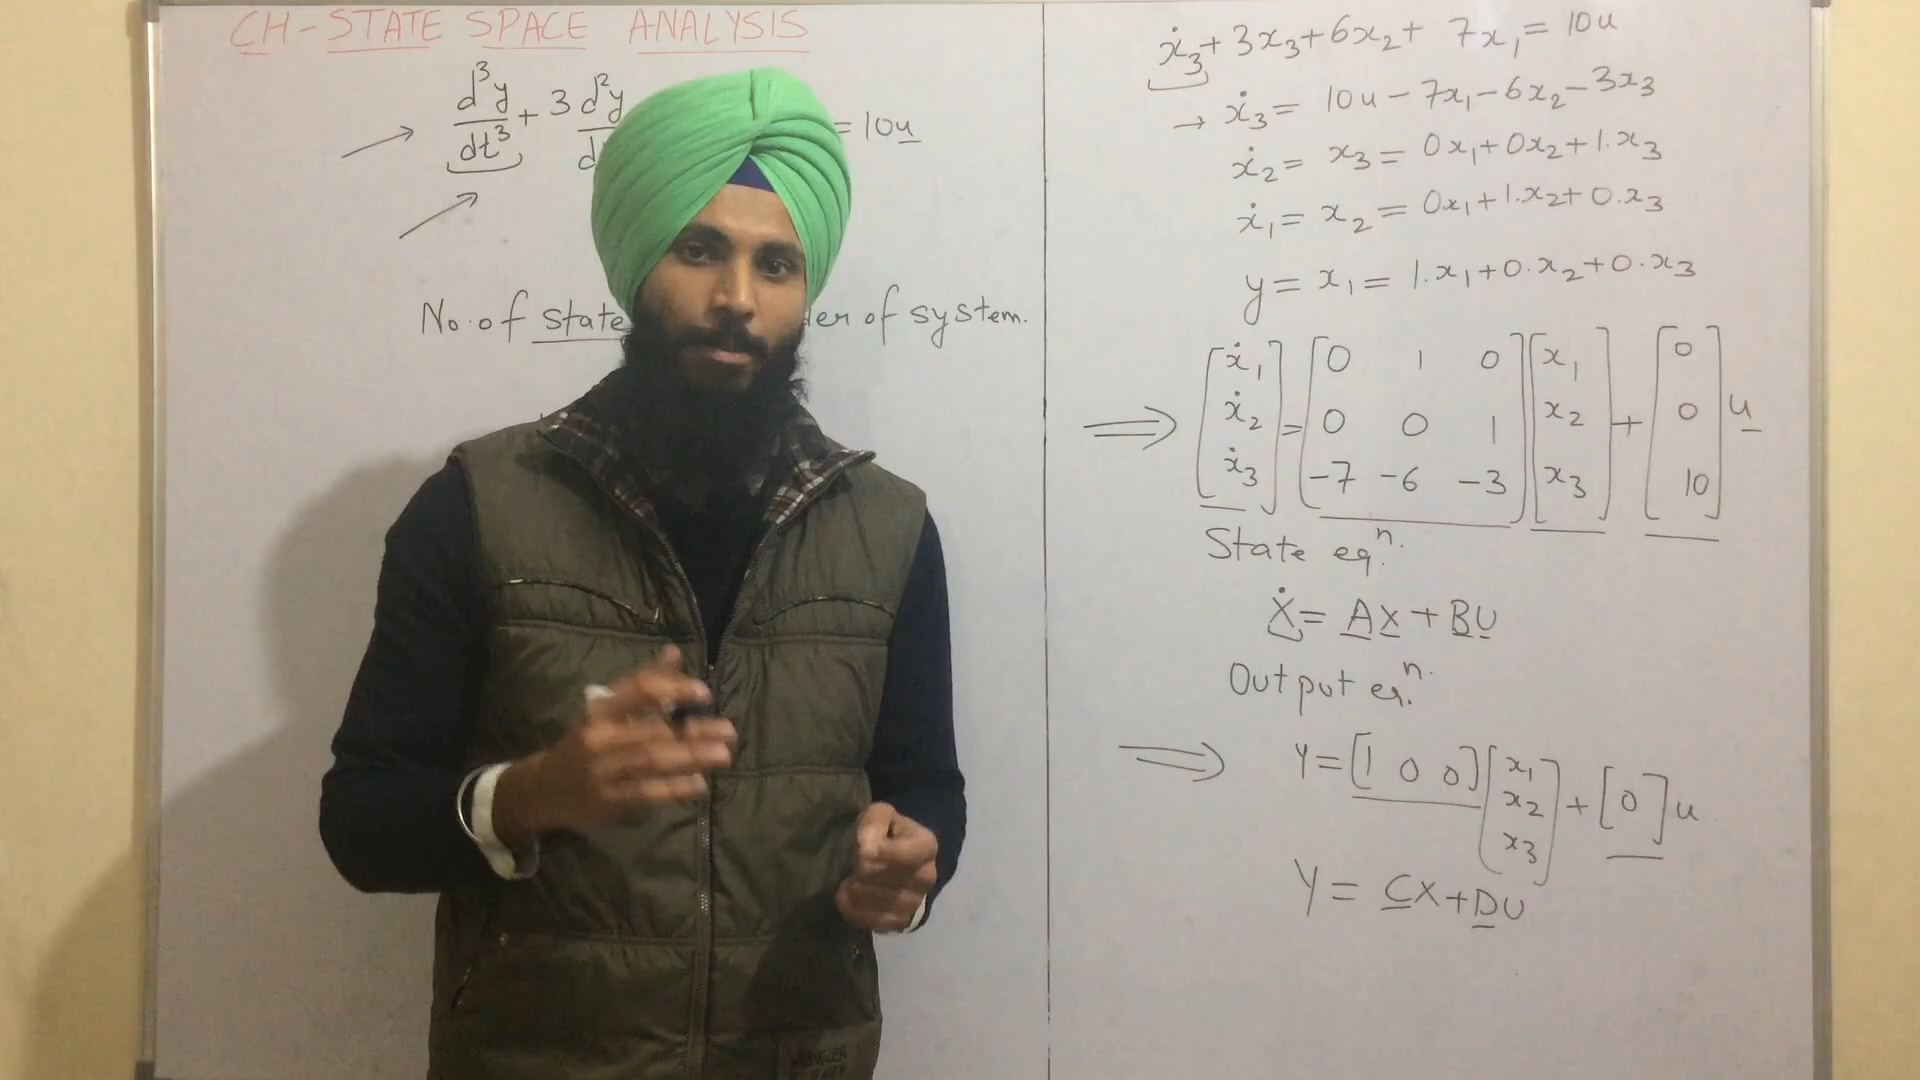 CH-STATE SPACE ANALYSIS
d³y/dt³ + 3 d²y = 10u
No. of state of system.
ẋ₃ + 3x₃ + 6x₂ + 7x₁ = 10u
→ ẋ₃ = 10u - 7x₁ - 6x₂ - 3x₃
ẋ₂ = x₃ = 0x₁ + 0x₂ + 1.x₃
ẋ₁ = x₂ = 0x₁ + 1.x₂ + 0.x₃
y = x₁ = 1.x₁ + 0.x₂ + 0.x₃
ẋ₁ 0 1 0 x₁ 0
⇒ ẋ₂ = 0 0 1 x₂ + 0 u
ẋ₃ -7 -6 -3 x₃ 10
State eqⁿ.
Ẋ = AX + BU
Output eqⁿ.
⇒ Y = [1 0 0] [x₁ x₂ x₃] + [0] u
Y = CX + DU